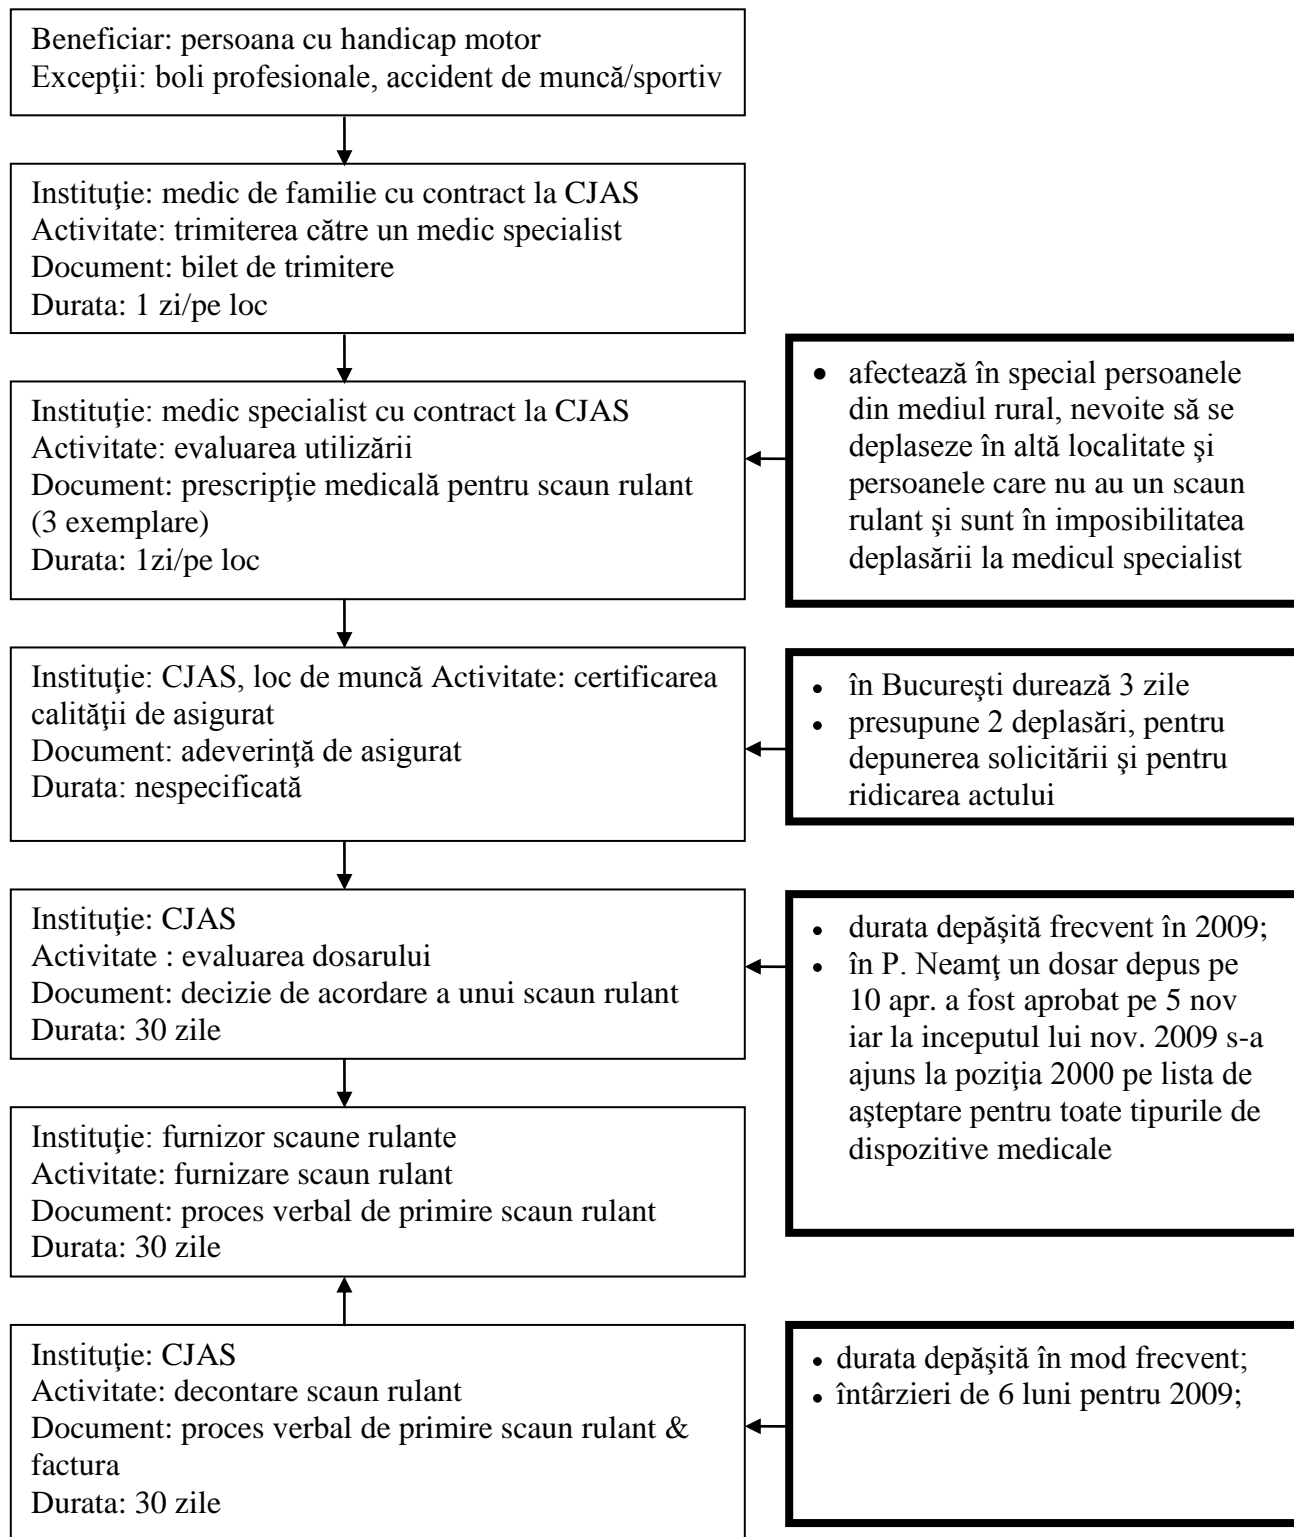 Beneficiar: persoana cu handicap motor
Excepţii: boli profesionale, accident de muncă/sportiv
Instituţie: medic de familie cu contract la CJAS
Activitate: trimiterea către un medic specialist
Document: bilet de trimitere
Durata: 1 zi/pe loc
Instituţie: medic specialist cu contract la CJAS
Activitate: evaluarea utilizării
Document: prescripţie medicală pentru scaun rulant
(3 exemplare)
Durata: 1zi/pe loc
• afectează în special persoanele
din mediul rural, nevoite să se
deplaseze în altă localitate şi
persoanele care nu au un scaun
rulant şi sunt în imposibilitatea
deplasării la medicul specialist
Instituţie: CJAS, loc de muncă Activitate: certificarea
calităţii de asigurat
Document: adeverinţă de asigurat
Durata: nespecificată
• în Bucureşti durează 3 zile
• presupune 2 deplasări, pentru
depunerea solicitării şi pentru
ridicarea actului
Instituţie: CJAS
Activitate : evaluarea dosarului
Document: decizie de acordare a unui scaun rulant
Durata: 30 zile
• durata depăşită frecvent în 2009;
• în P. Neamţ un dosar depus pe
10 apr. a fost aprobat pe 5 nov
iar la inceputul lui nov. 2009 s-a
ajuns la poziţia 2000 pe lista de
aşteptare pentru toate tipurile de
dispozitive medicale
Instituţie: furnizor scaune rulante
Activitate: furnizare scaun rulant
Document: proces verbal de primire scaun rulant
Durata: 30 zile
Instituţie: CJAS
Activitate: decontare scaun rulant
Document: proces verbal de primire scaun rulant &
factura
Durata: 30 zile
• durata depăşită în mod frecvent;
• întârzieri de 6 luni pentru 2009;